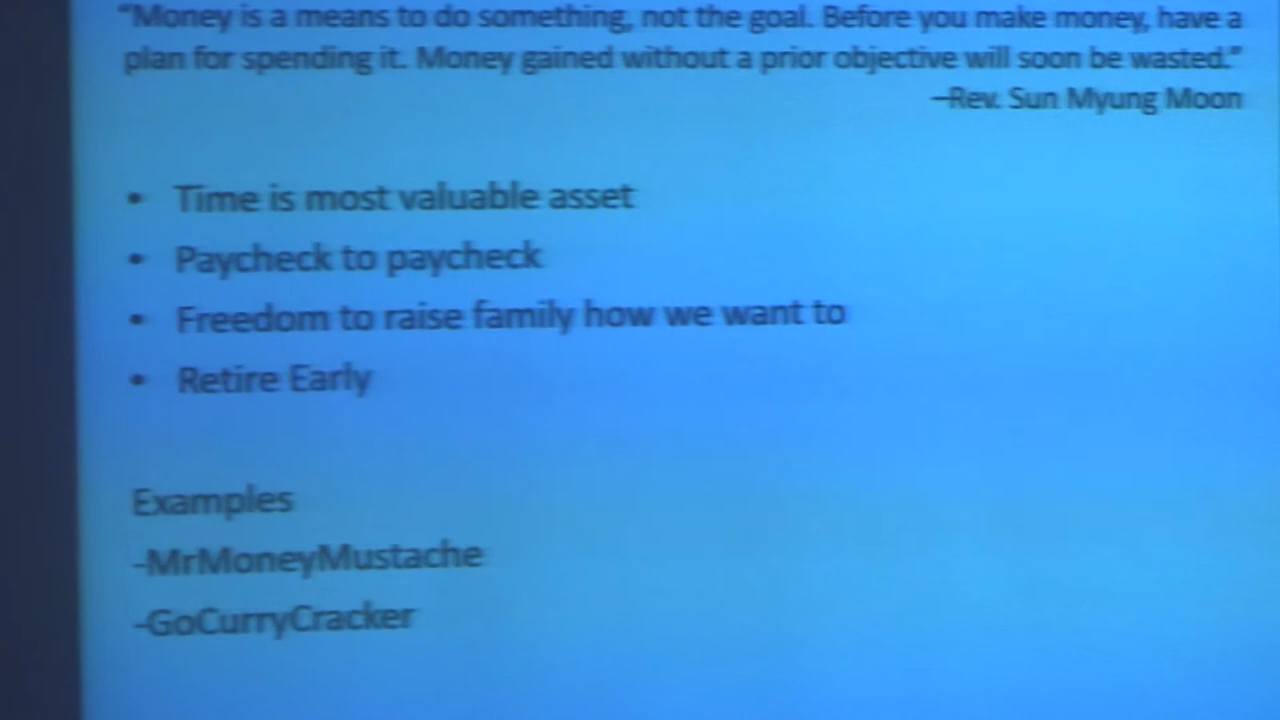 “Money is a means to do something, not the goal. Before you make money, have a
plan for spending it. Money gained without a prior objective will soon be wasted.”
–Rev. Sun Myung Moon
• Time is most valuable asset
• Paycheck to paycheck
• Freedom to raise family how we want to
• Retire Early
Examples
-MrMoneyMustache
-GoCurryCracker